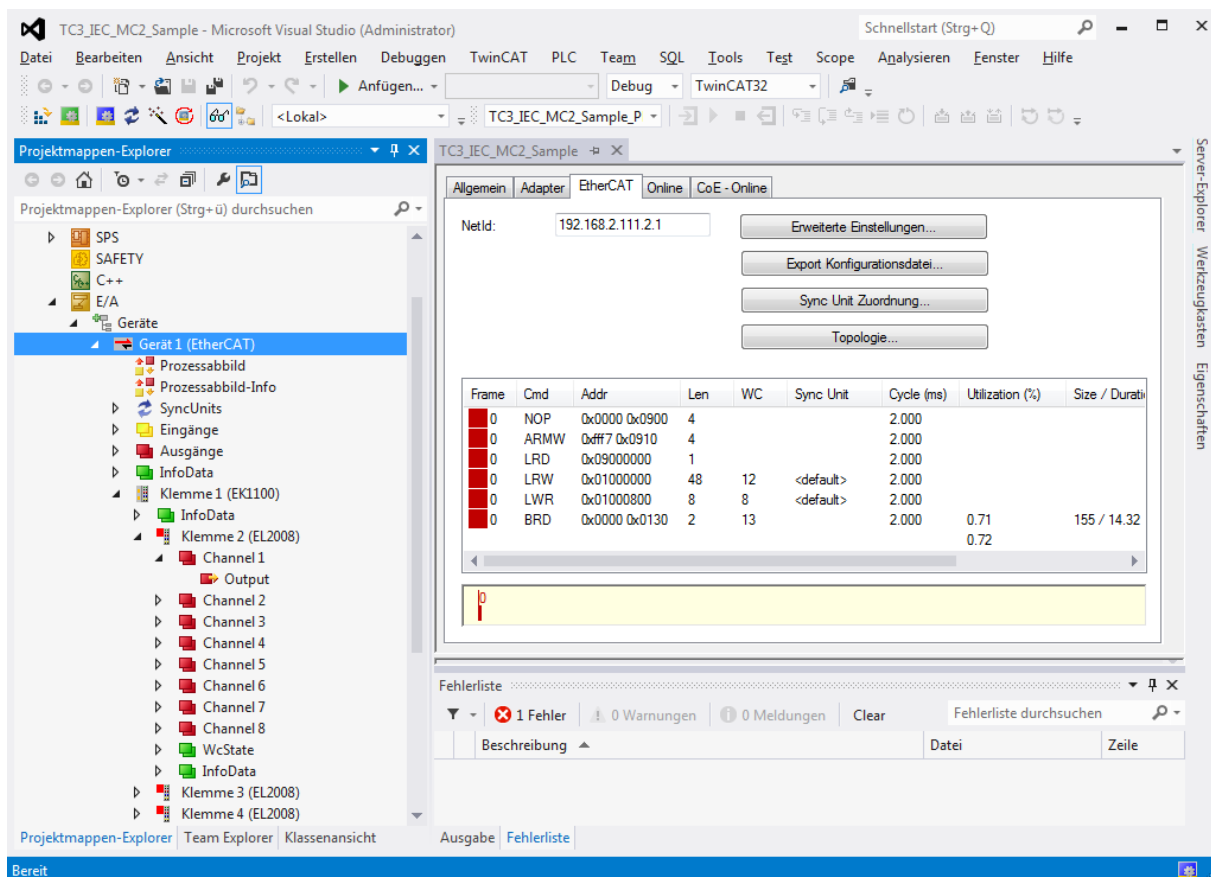 TC3_IEC_MC2_Sample - Microsoft Visual Studio (Administrator)
Schnellstart (Strg+Q)
Datei Bearbeiten Ansicht Projekt Erstellen Debuggen TwinCAT PLC Team SQL Tools Test Scope Analysieren Fenster Hilfe
Anfügen... Debug TwinCAT32
<Lokal> TC3_IEC_MC2_Sample_P
Projektmappen-Explorer
Projektmappen-Explorer (Strg+ü) durchsuchen
SPS
SAFETY
C++
E/A
Geräte
Gerät 1 (EtherCAT)
Prozessabbild
Prozessabbild-Info
SyncUnits
Eingänge
Ausgänge
InfoData
Klemme 1 (EK1100)
InfoData
Klemme 2 (EL2008)
Channel 1
Output
Channel 2
Channel 3
Channel 4
Channel 5
Channel 6
Channel 7
Channel 8
WcState
InfoData
Klemme 3 (EL2008)
Klemme 4 (EL2008)
Projektmappen-Explorer Team Explorer Klassenansicht
TC3_IEC_MC2_Sample
Allgemein Adapter EtherCAT Online CoE - Online
NetId: 192.168.2.111.2.1
Erweiterte Einstellungen...
Export Konfigurationsdatei...
Sync Unit Zuordnung...
Topologie...
Frame Cmd Addr Len WC Sync Unit Cycle (ms) Utilization (%) Size / Durati
0 NOP 0x0000 0x0900 4 2.000
0 ARMW 0xfff7 0x0910 4 2.000
0 LRD 0x09000000 1 2.000
0 LRW 0x01000000 48 12 <default> 2.000
0 LWR 0x01000800 8 8 <default> 2.000
0 BRD 0x0000 0x0130 2 13 2.000 0.71 155 / 14.32
0.72
0
Fehlerliste
1 Fehler 0 Warnungen 0 Meldungen Clear Fehlerliste durchsuchen
Beschreibung Datei Zeile
Ausgabe Fehlerliste
Server-Explorer
Werkzeugkasten
Eigenschaften
Bereit